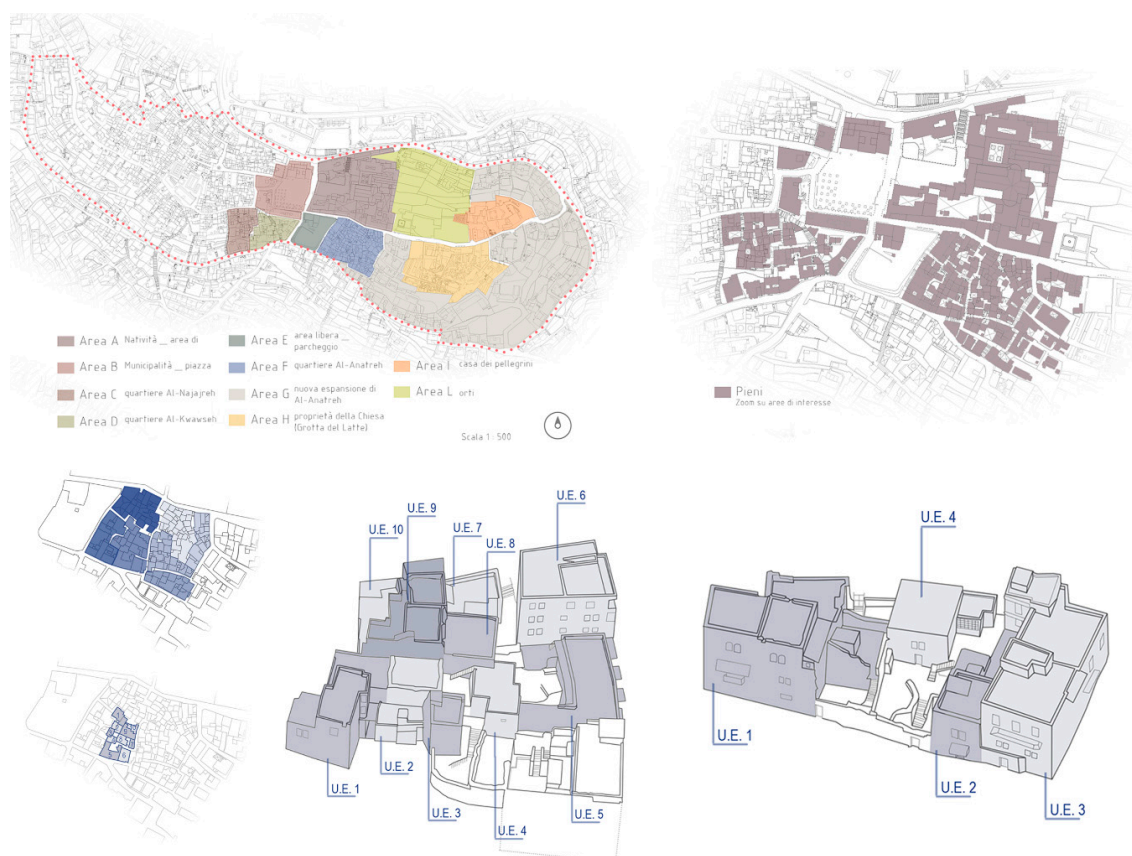 Area A Natività _ area di
Area B Municipalità _ piazza
Area C quartiere Al-Najajreh
Area D quartiere Al-Kwawseh
Area E area libera _
parcheggio
Area F quartiere Al-Anatreh
Area G nuova espansione di
Al-Anatreh
Area H proprietà della Chiesa
(Grotta del Latte)
Area I casa dei pellegrini
Area L orti
Scala 1 : 500
Pieni
Zoom su aree di interesse
U.E. 6
U.E. 9
U.E. 10
U.E. 7
U.E. 8
U.E. 1
U.E. 2
U.E. 3
U.E. 4
U.E. 5
U.E. 4
U.E. 1
U.E. 2
U.E. 3